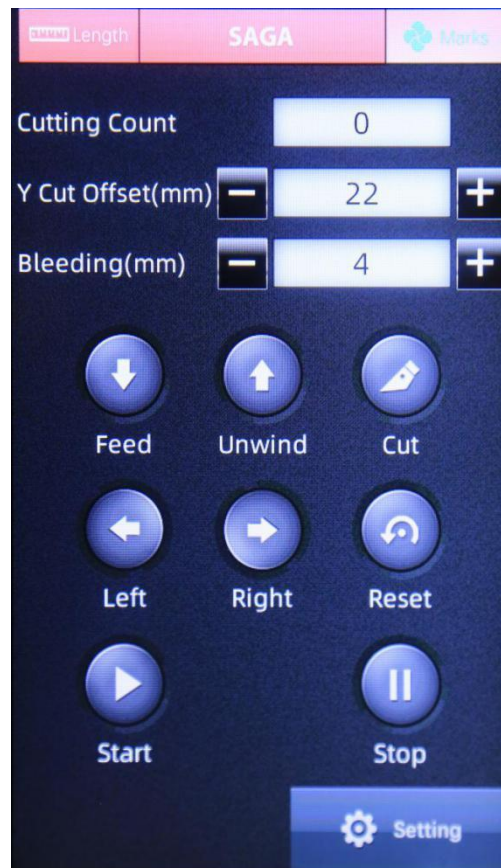 Length SAGA Marks
Cutting Count 0
Y Cut Offset(mm) − 22 +
Bleeding(mm) − 4 +
Feed Unwind Cut
Left Right Reset
Start Stop
Setting